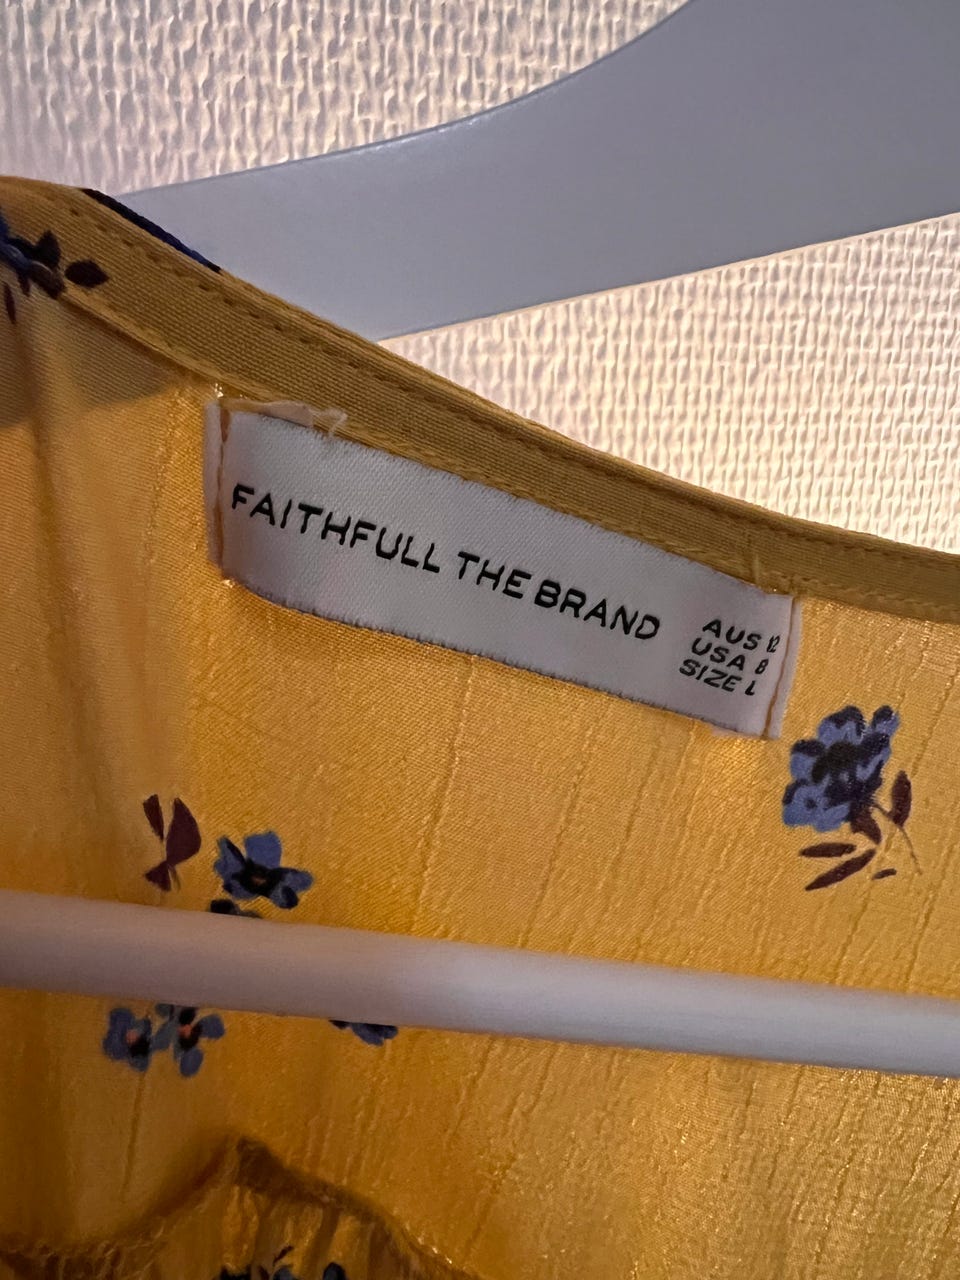 FAITHFULL THE BRAND
AUS 12
USA 8
SIZE L